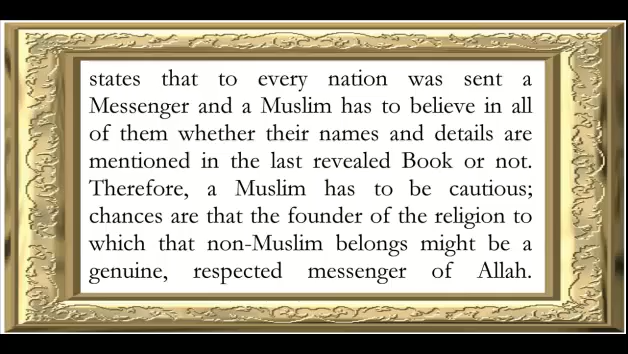 states that to every nation was sent a
Messenger and a Muslim has to believe in all
of them whether their names and details are
mentioned in the last revealed Book or not.
Therefore, a Muslim has to be cautious;
chances are that the founder of the religion to
which that non-Muslim belongs might be a
genuine, respected messenger of Allah.